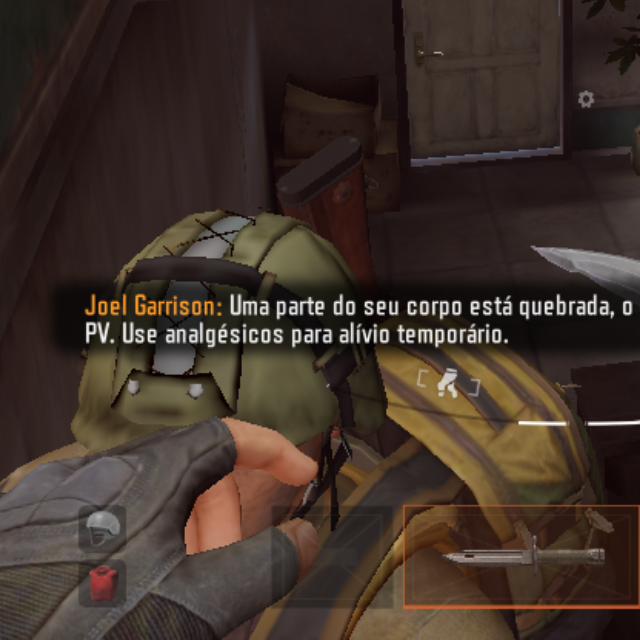 Joel Garrison: Uma parte do seu corpo está quebrada, o
PV. Use analgésicos para alívio temporário.